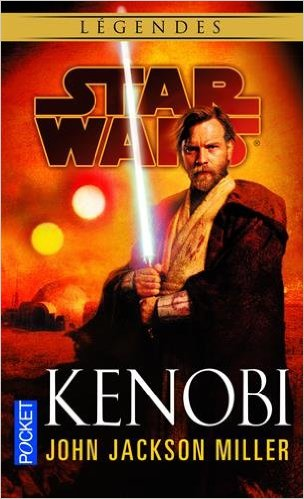 LÉGENDES
STAR
WARS®
KENOBI
POCKET
JOHN JACKSON MILLER